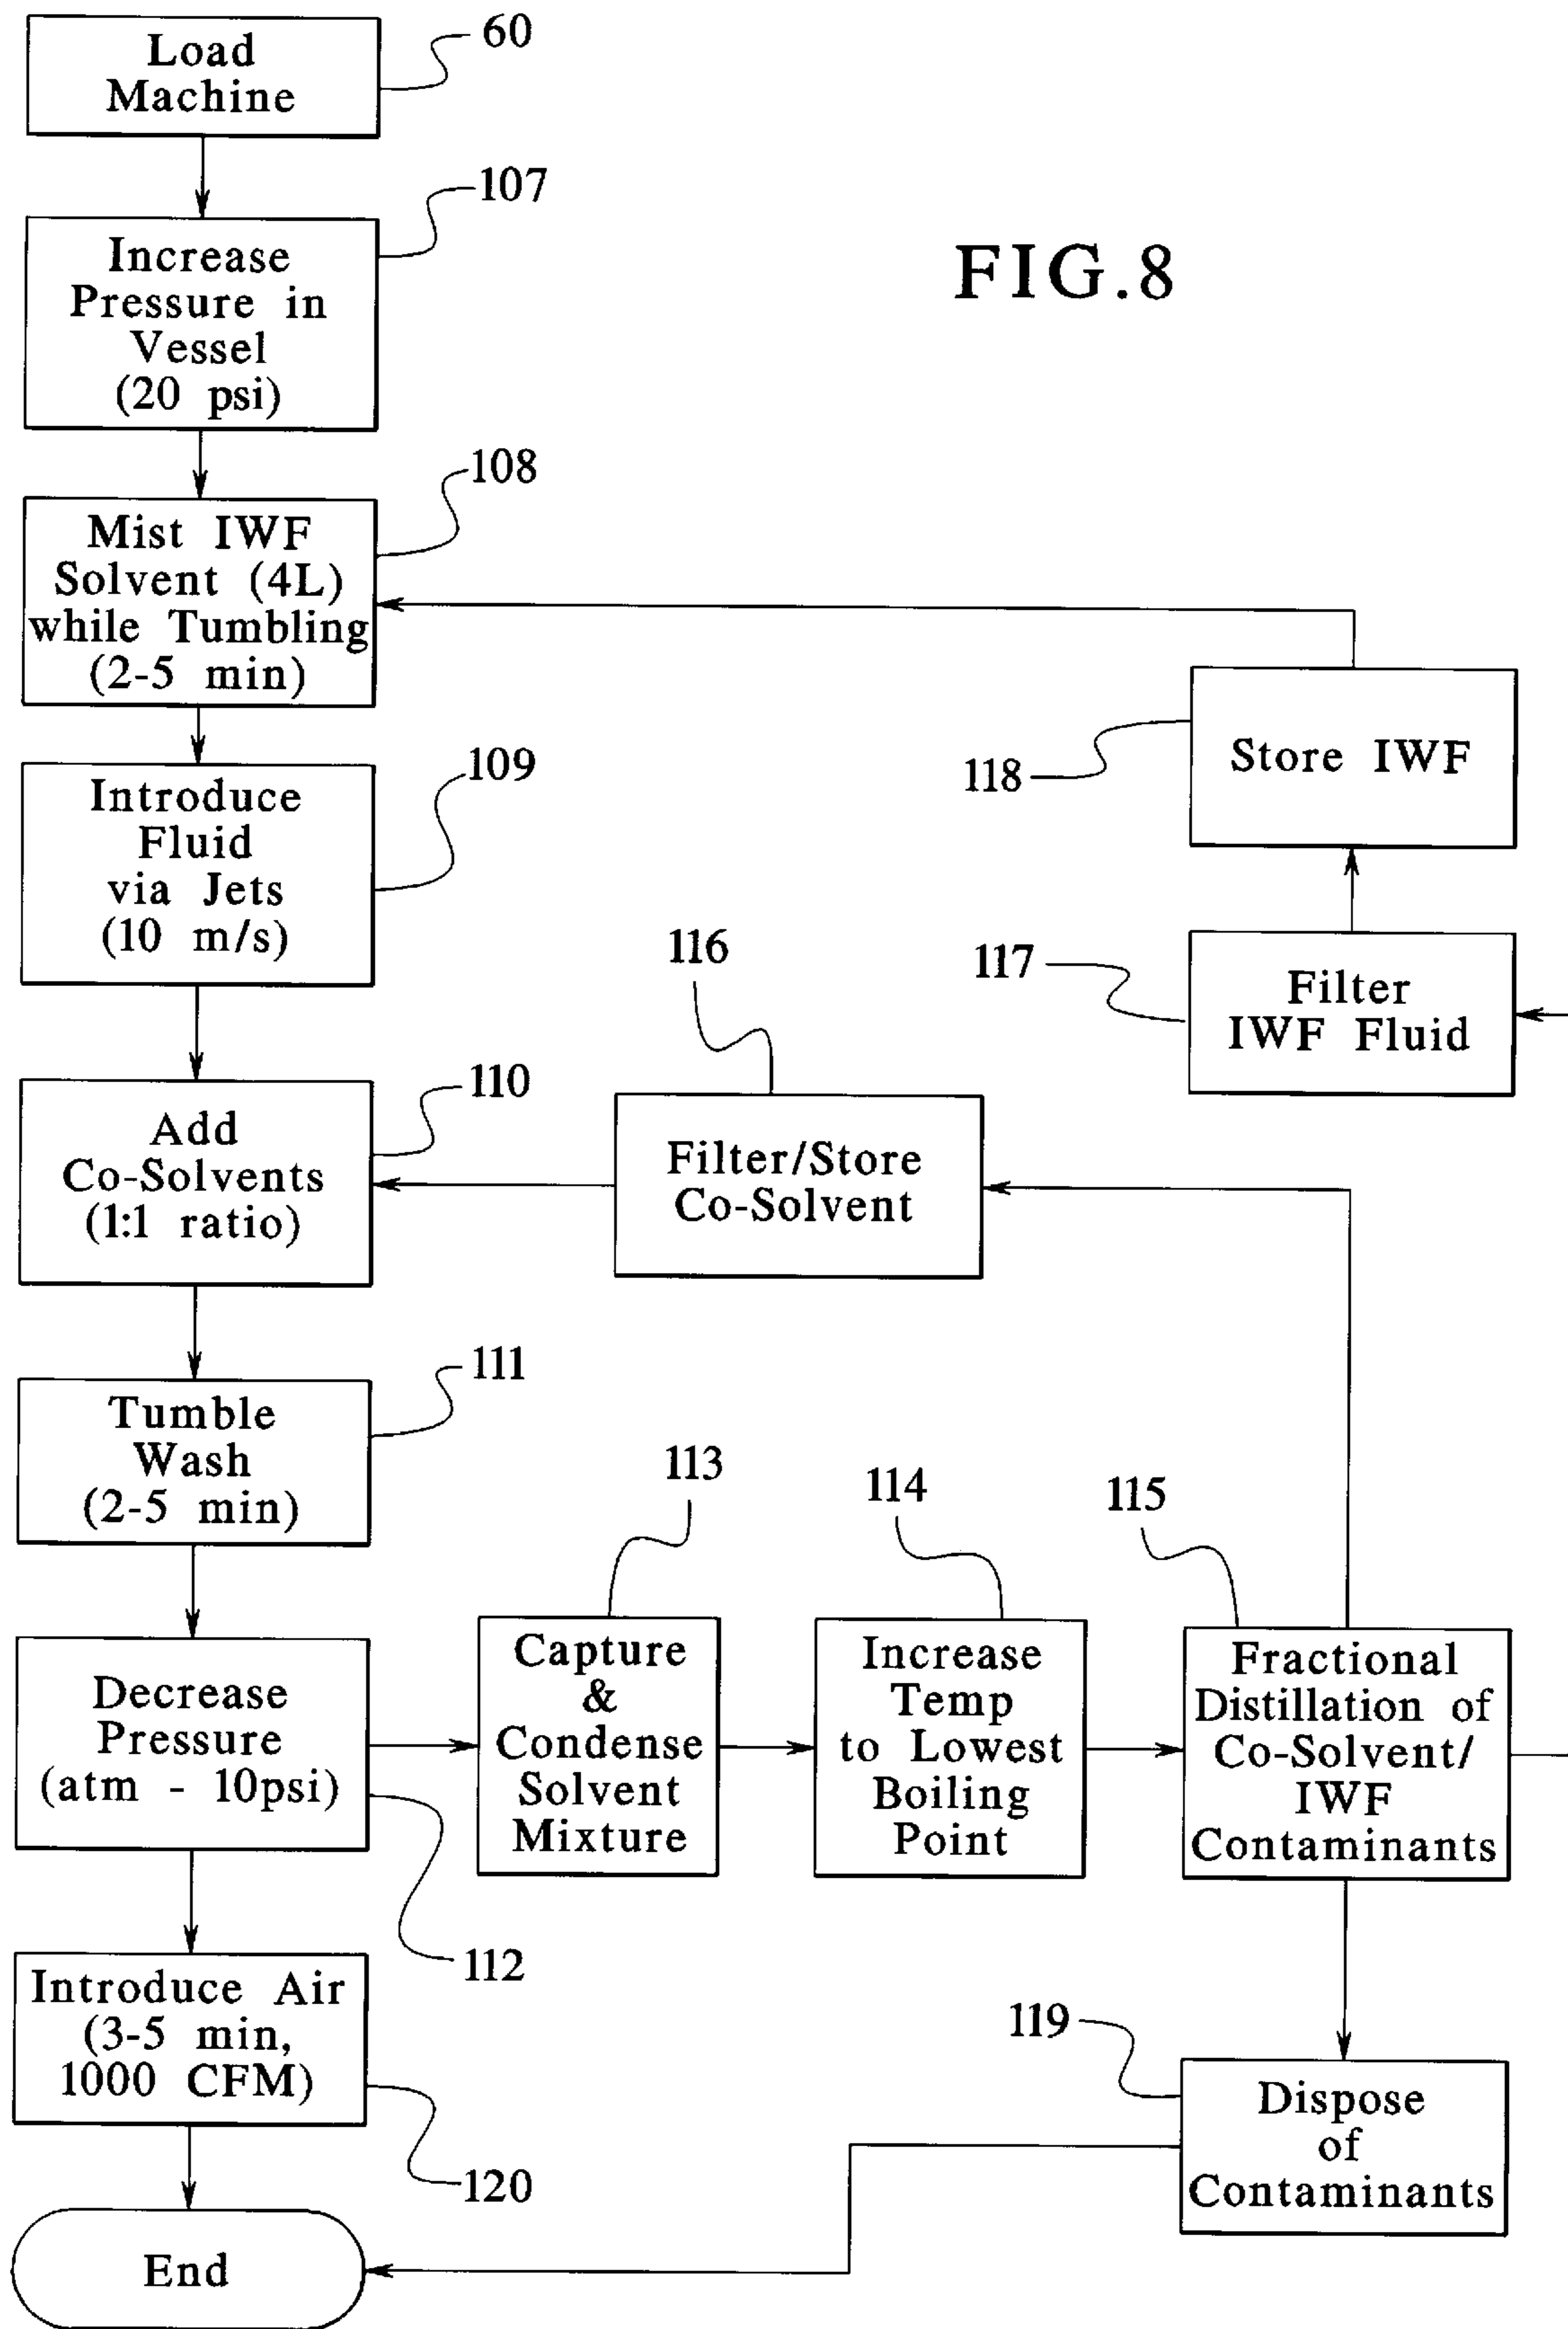 Load
Machine
60
107
Increase
Pressure in
Vessel
(20 psi)
FIG.8
108
Mist IWF
Solvent (4L)
while Tumbling
(2-5 min)
118
Store IWF
109
Introduce
Fluid
via Jets
(10 m/s)
116
117
Filter
IWF Fluid
110
Add
Co-Solvents
(1:1 ratio)
Filter/Store
Co-Solvent
111
Tumble
Wash
(2-5 min)
113
114
115
Decrease
Pressure
(atm - 10psi)
Capture
&
Condense
Solvent
Mixture
Increase
Temp
to Lowest
Boiling
Point
Fractional
Distillation of
Co-Solvent/
IWF
Contaminants
112
Introduce Air
(3-5 min,
1000 CFM)
120
119
Dispose
of
Contaminants
End